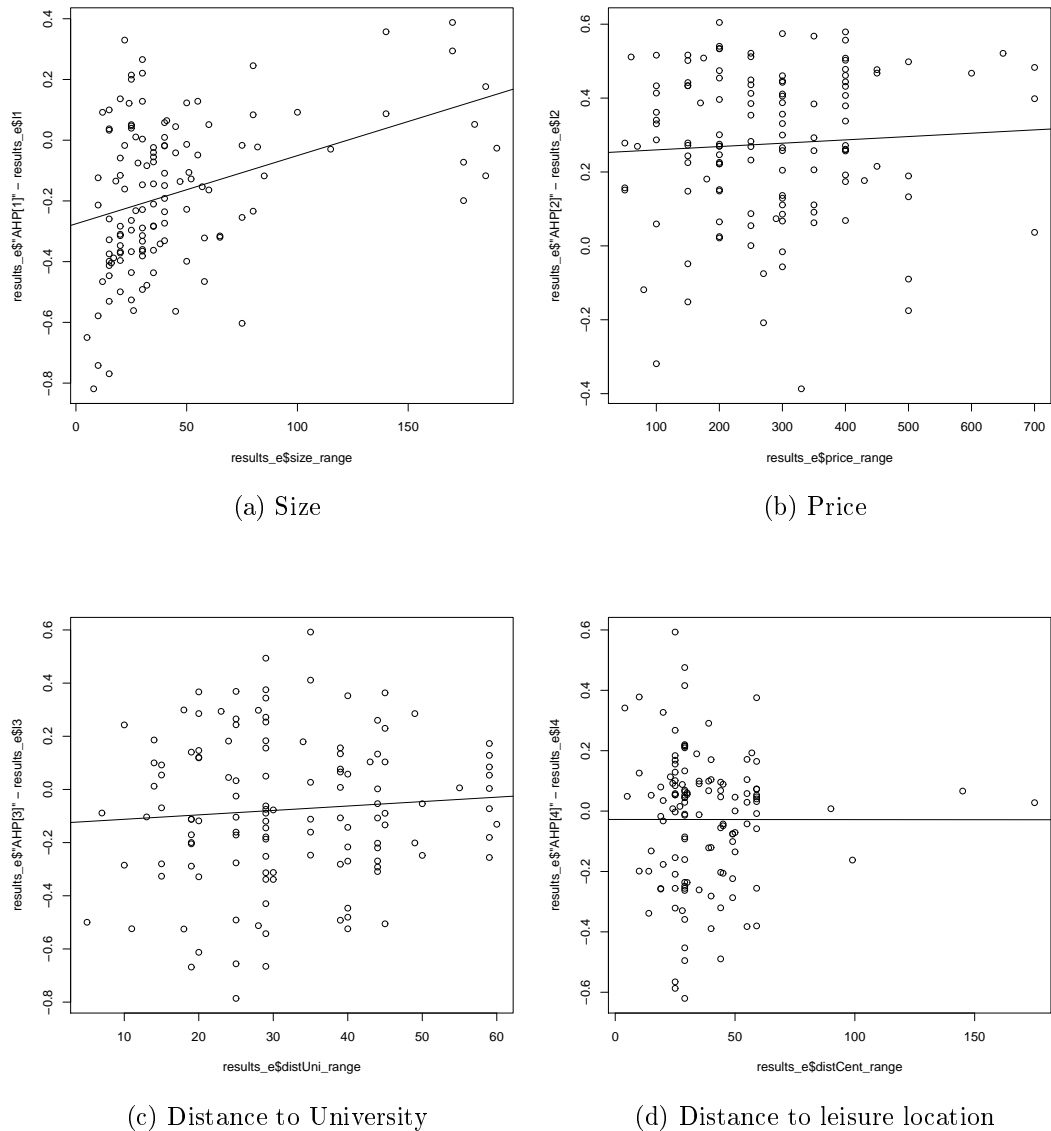 0.4
0.2
0.0
−0.2
−0.4
−0.6
−0.8
results_e$"AHP[1]" − results_e$l1
0 50 100 150
results_e$size_range
(a) Size
0.6
0.4
0.2
0.0
−0.2
−0.4
results_e$"AHP[2]" − results_e$l2
100 200 300 400 500 600 700
results_e$price_range
(b) Price
0.6
0.4
0.2
0.0
−0.2
−0.4
−0.6
−0.8
results_e$"AHP[3]" − results_e$l3
10 20 30 40 50 60
results_e$distUni_range
(c) Distance to University
0.6
0.4
0.2
0.0
−0.2
−0.4
−0.6
results_e$"AHP[4]" − results_e$l4
0 50 100 150
results_e$distCent_range
(d) Distance to leisure location